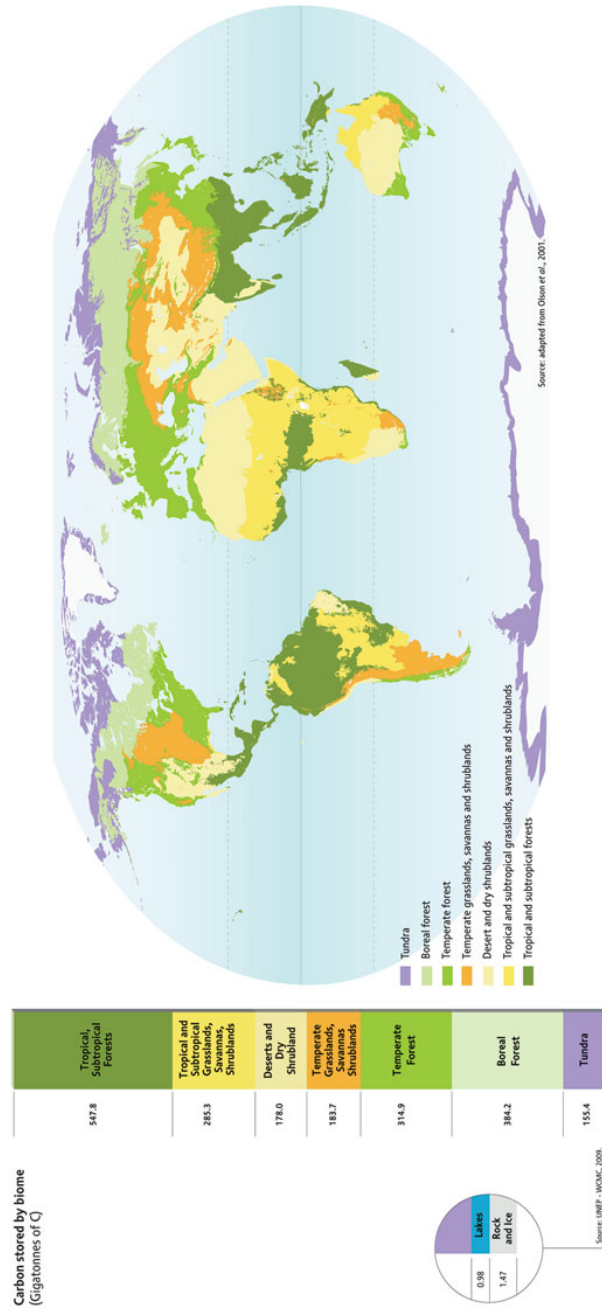 Carbon stored by biome
(Gigatonnes of C)
547.8
Tropical,
Subtropical
Forests
285.3
Tropical and
Subtropical
Grasslands,
Savannas,
Shrublands
178.0
Deserts and
Dry
Shrubland
183.7
Temperate
Grasslands,
Savannas
Shrublands
314.9
Temperate
Forest
384.2
Boreal
Forest
155.4
Tundra
0.98
Lakes
1.47
Rock
and Ice
Source: UNEP - WCMC, 2009.
Tundra
Boreal forest
Temperate forest
Temperate grasslands, savannas and shrublands
Desert and dry shrublands
Tropical and subtropical grasslands, savannas and shrublands
Tropical and subtropical forests
Source: adapted from Olson et al., 2001.